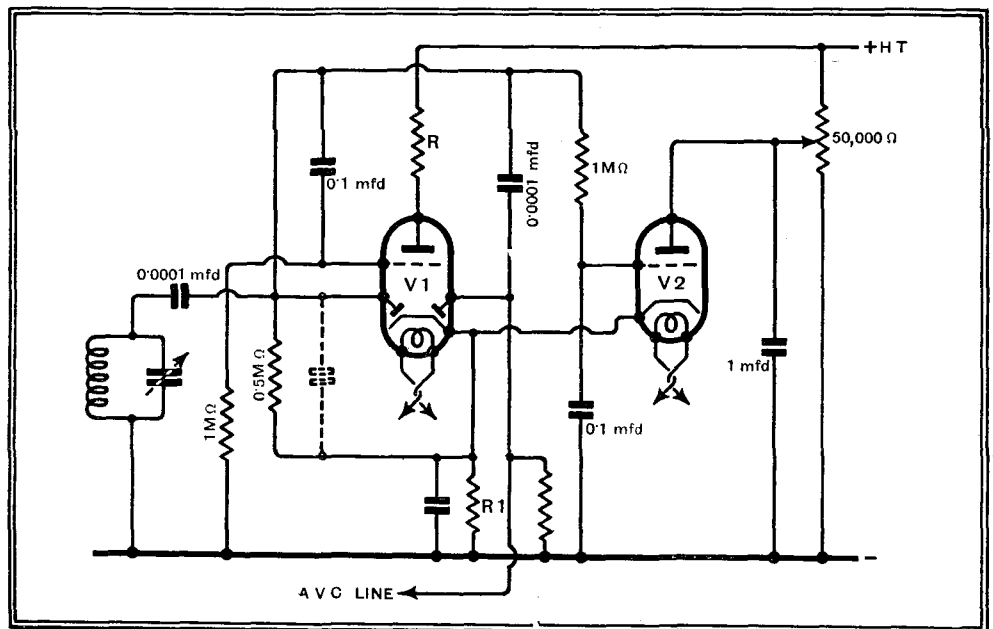 +HT
R
50,000 Ω
0·1 mfd
0·0001 mfd
1MΩ
0·0001 mfd
V1
V2
0·5MΩ
1 mfd
1MΩ
0·1 mfd
R1
-
AVC LINE